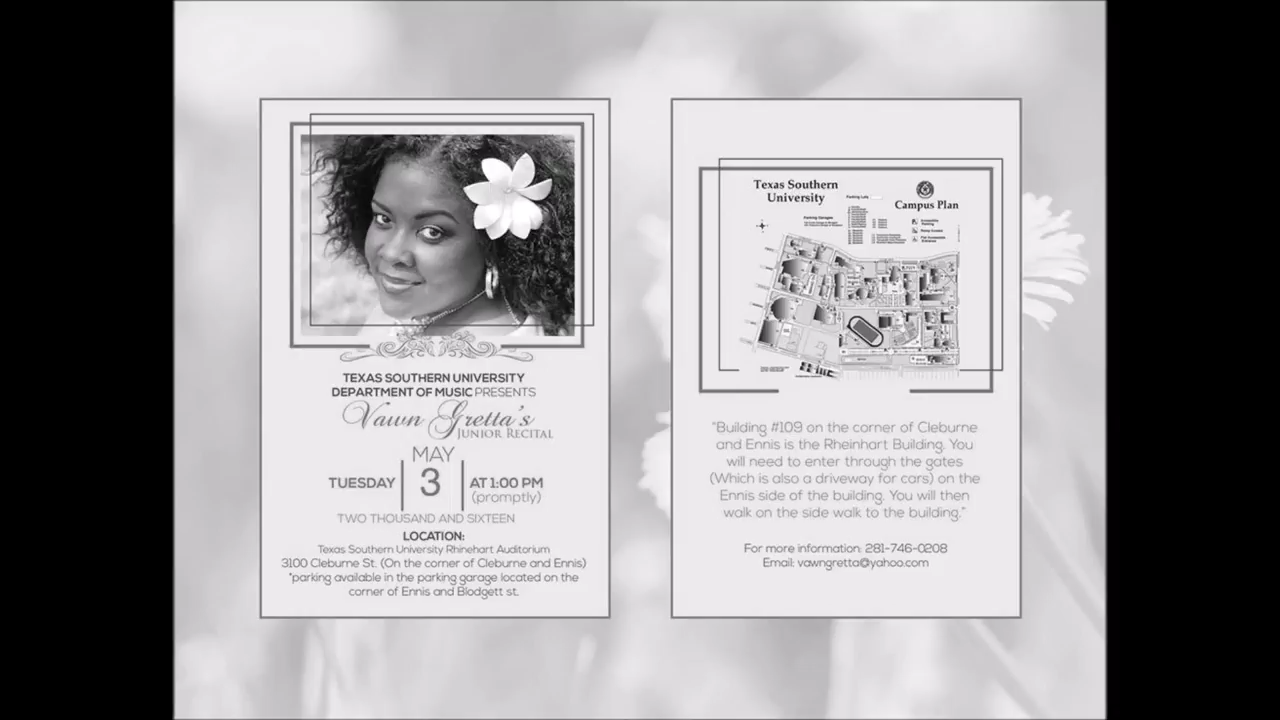 TEXAS SOUTHERN UNIVERSITY
DEPARTMENT OF MUSIC PRESENTS
Vawn Gretta's
JUNIOR RECITAL
MAY
TUESDAY 3 AT 1:00 PM
(promptly)
TWO THOUSAND AND SIXTEEN
LOCATION:
Texas Southern University Rhinehart Auditorium
3100 Cleburne St. (On the corner of Cleburne and Ennis)
*parking available in the parking garage located on the
corner of Ennis and Blodgett st.
Texas Southern
University
Campus Plan
Parking Lots
Parking Garages
"Building #109 on the corner of Cleburne
and Ennis is the Rheinhart Building. You
will need to enter through the gates
(Which is also a driveway for cars) on the
Ennis side of the building. You will then
walk on the side walk to the building."
For more information: 281-746-0208
Email: vawngretta@yahoo.com